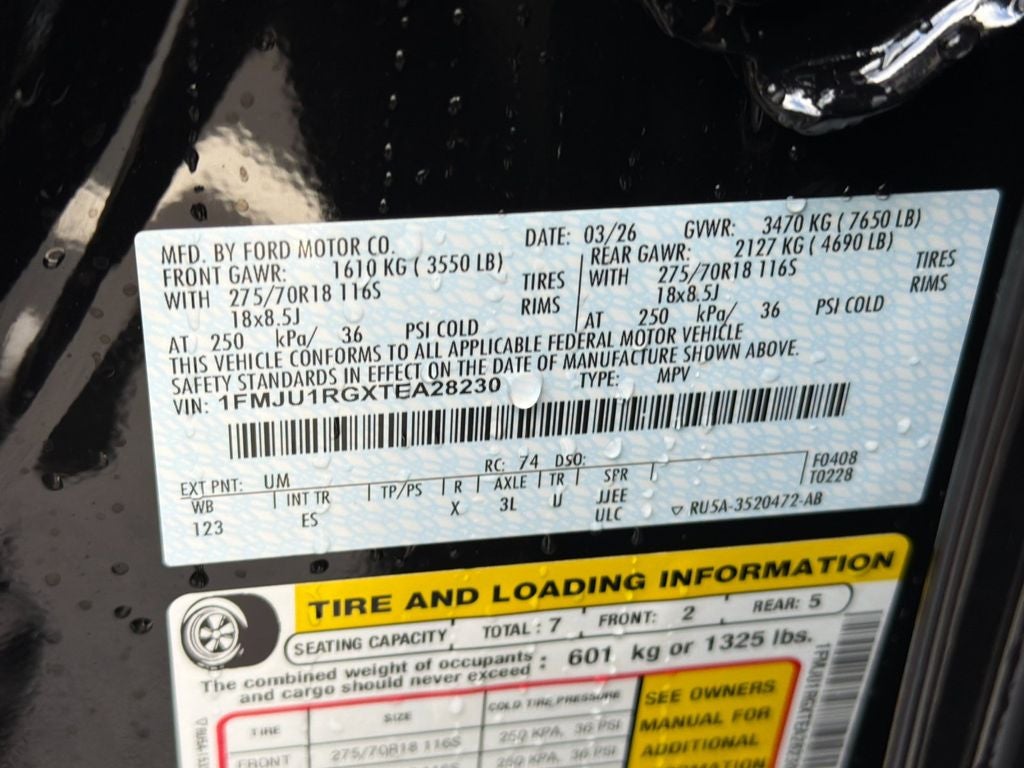 MFD. BY FORD MOTOR CO. DATE: 03/26 GVWR: 3470 KG ( 7650 LB)
FRONT GAWR: 1610 KG ( 3550 LB) REAR GAWR: 2127 KG ( 4690 LB)
WITH 275/70R18 116S TIRES WITH 275/70R18 116S TIRES
18x8.5J RIMS 18x8.5J RIMS
AT 250 kPa/ 36 PSI COLD AT 250 kPa/ 36 PSI COLD
THIS VEHICLE CONFORMS TO ALL APPLICABLE FEDERAL MOTOR VEHICLE
SAFETY STANDARDS IN EFFECT ON THE DATE OF MANUFACTURE SHOWN ABOVE.
VIN: 1FMJU1RGXTEA28230 TYPE: MPV
EXT PNT: UM RC: 74 DSO: F0408
WB INT TR TP/PS R AXLE TR SPR T0228
123 ES X 3L U JJEE
ULC ▽ RU5A-3520472-AB
TIRE AND LOADING INFORMATION
SEATING CAPACITY TOTAL : 7 FRONT: 2 REAR: 5
The combined weight of occupants and cargo should never exceed : 601 kg or 1325 lbs.
TIRE SIZE COLD TIRE PRESSURE
FRONT 275/70R18 116S 250 KPA, 36 PSI
SEE OWNERS
MANUAL FOR
ADDITIONAL